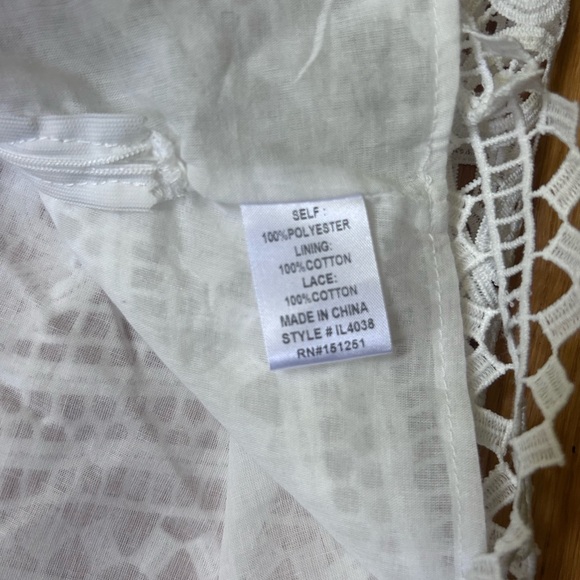 SELF :
100%POLYESTER
LINING:
100%COTTON
LACE:
100%COTTON
MADE IN CHINA
STYLE # IL4038
RN#151251